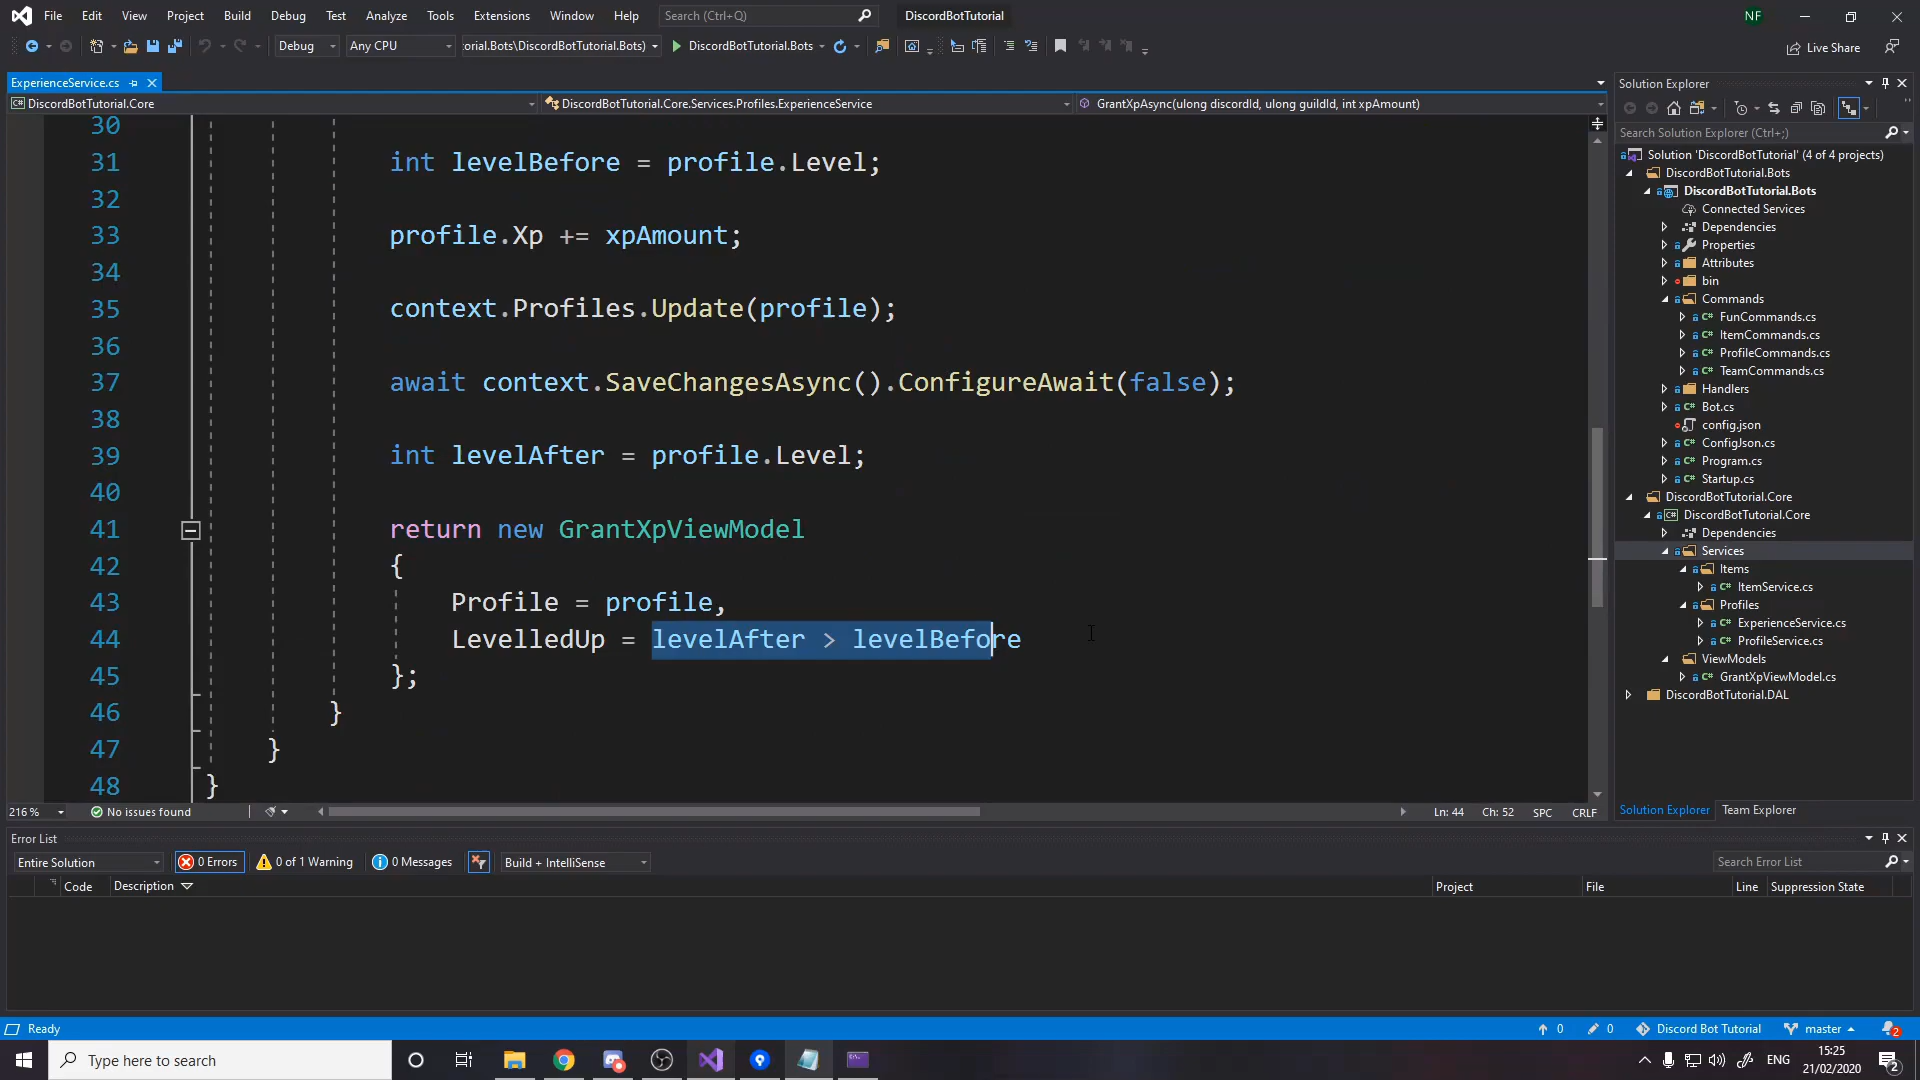 File Edit View Project Build Debug Test Analyze Tools Extensions Window Help Search (Ctrl+Q) DiscordBotTutorial NF
Debug Any CPU orial.Bots\DiscordBotTutorial.Bots) DiscordBotTutorial.Bots Live Share
ExperienceService.cs
DiscordBotTutorial.Core DiscordBotTutorial.Core.Services.Profiles.ExperienceService GrantXpAsync(ulong discordId, ulong guildId, int xpAmount)
30
31 int levelBefore = profile.Level;
32
33 profile.Xp += xpAmount;
34
35 context.Profiles.Update(profile);
36
37 await context.SaveChangesAsync().ConfigureAwait(false);
38
39 int levelAfter = profile.Level;
40
41 return new GrantXpViewModel
42 {
43 Profile = profile,
44 LevelledUp = levelAfter > levelBefore
45 };
46 }
47 }
48 }
216 % No issues found Ln: 44 Ch: 52 SPC CRLF
Solution Explorer
Search Solution Explorer (Ctrl+;)
Solution 'DiscordBotTutorial' (4 of 4 projects)
DiscordBotTutorial.Bots
DiscordBotTutorial.Bots
Connected Services
Dependencies
Properties
Attributes
bin
Commands
C# FunCommands.cs
C# ItemCommands.cs
C# ProfileCommands.cs
C# TeamCommands.cs
Handlers
C# Bot.cs
config.json
C# ConfigJson.cs
C# Program.cs
C# Startup.cs
DiscordBotTutorial.Core
C# DiscordBotTutorial.Core
Dependencies
Services
Items
C# ItemService.cs
Profiles
C# ExperienceService.cs
C# ProfileService.cs
ViewModels
C# GrantXpViewModel.cs
DiscordBotTutorial.DAL
Solution Explorer Team Explorer
Error List
Entire Solution 0 Errors 0 of 1 Warning 0 Messages Build + IntelliSense Search Error List
Code Description Project File Line Suppression State
Ready 0 0 Discord Bot Tutorial master 2
Type here to search ENG 15:25
21/02/2020 2